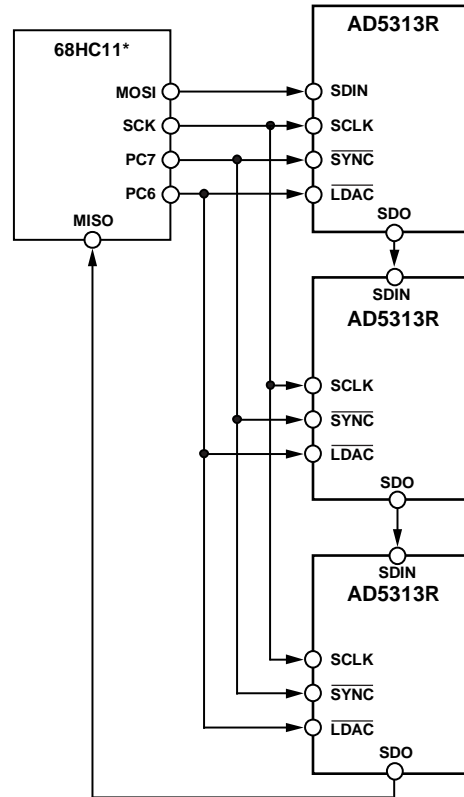 68HC11*
MOSI
SCK
PC7
PC6
MISO
AD5313R
SDIN
SCLK
SYNC
LDAC
SDO
SDIN
AD5313R
SCLK
SYNC
LDAC
SDO
SDIN
AD5313R
SCLK
SYNC
LDAC
SDO